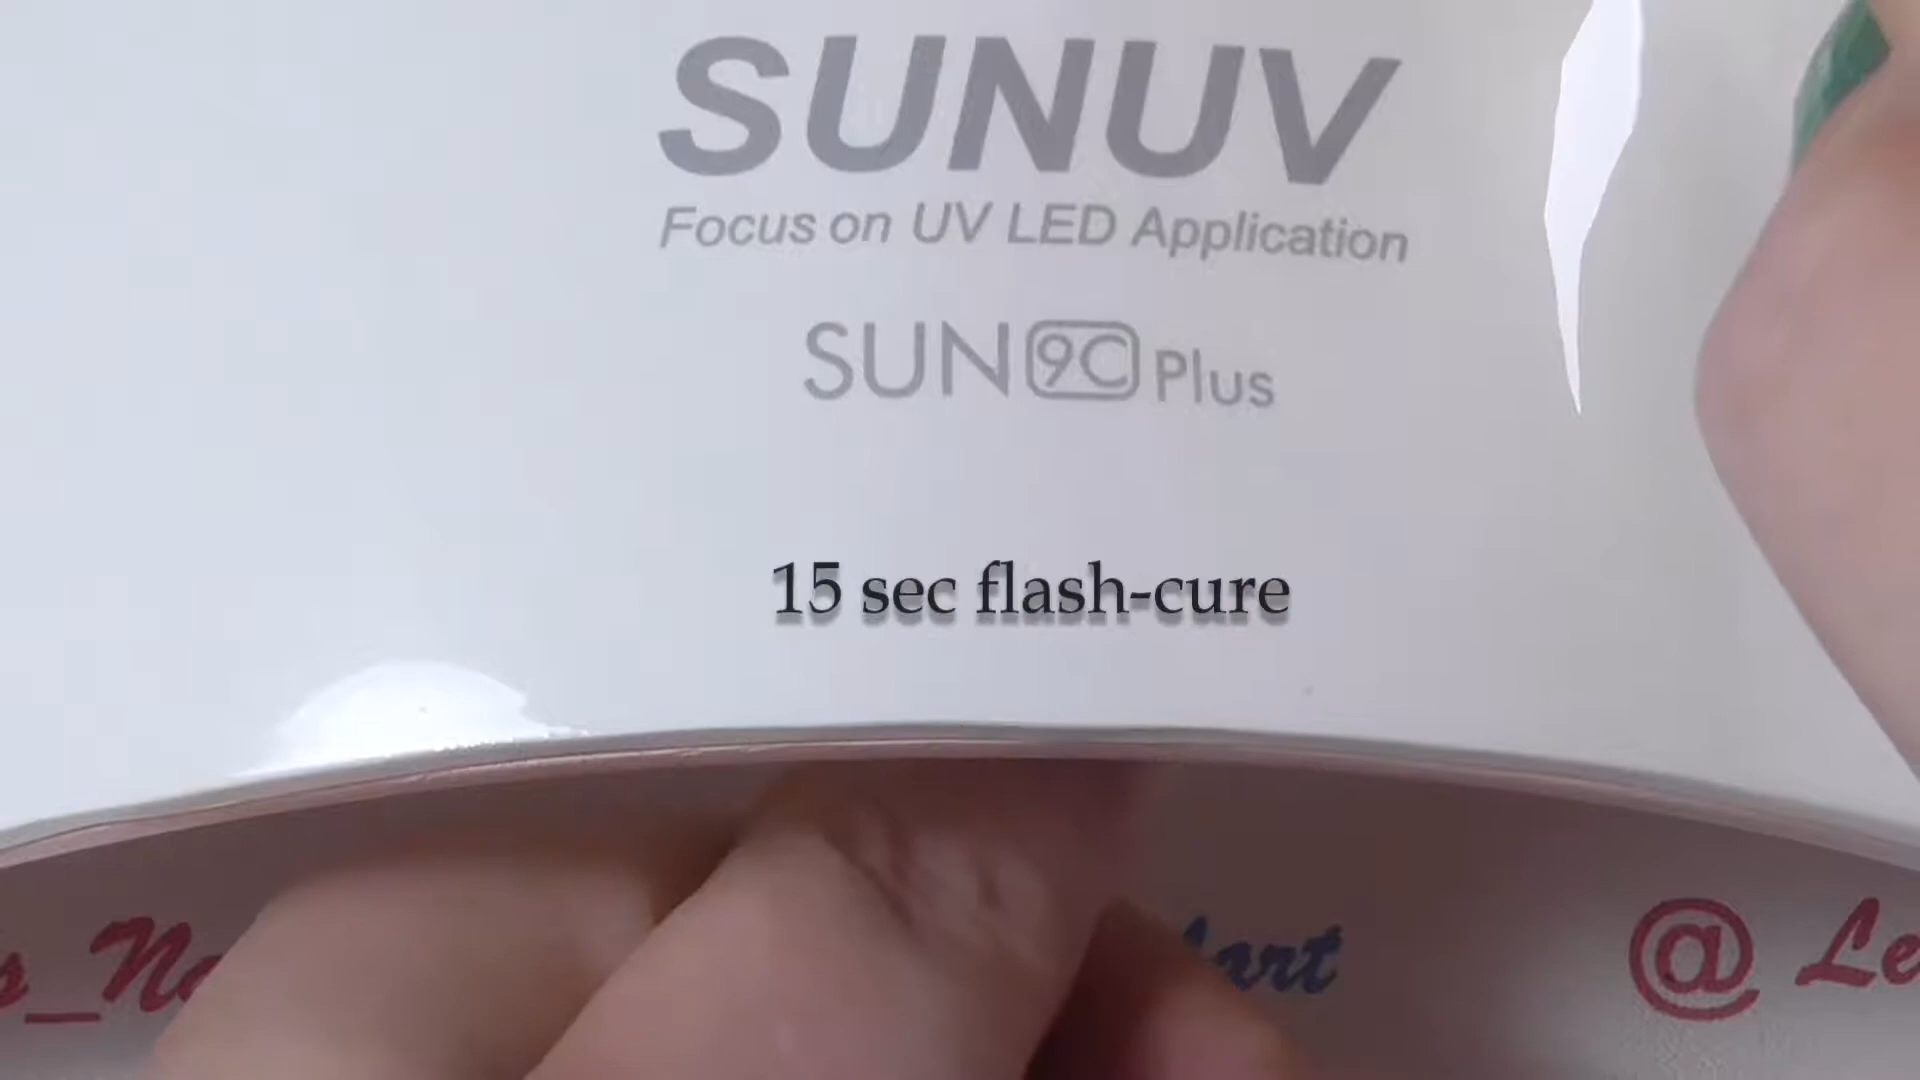 SUNUV
Focus on UV LED Application
SUN9C Plus
15 sec flash-cure
@